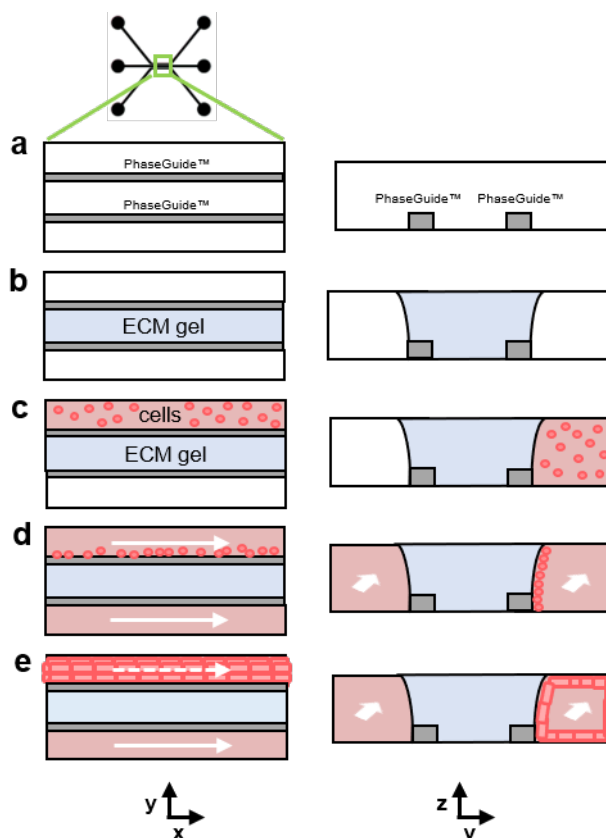 a
PhaseGuide™
PhaseGuide™
PhaseGuide™ PhaseGuide™
b
ECM gel
c
cells
ECM gel
d
e
y
x
z
y